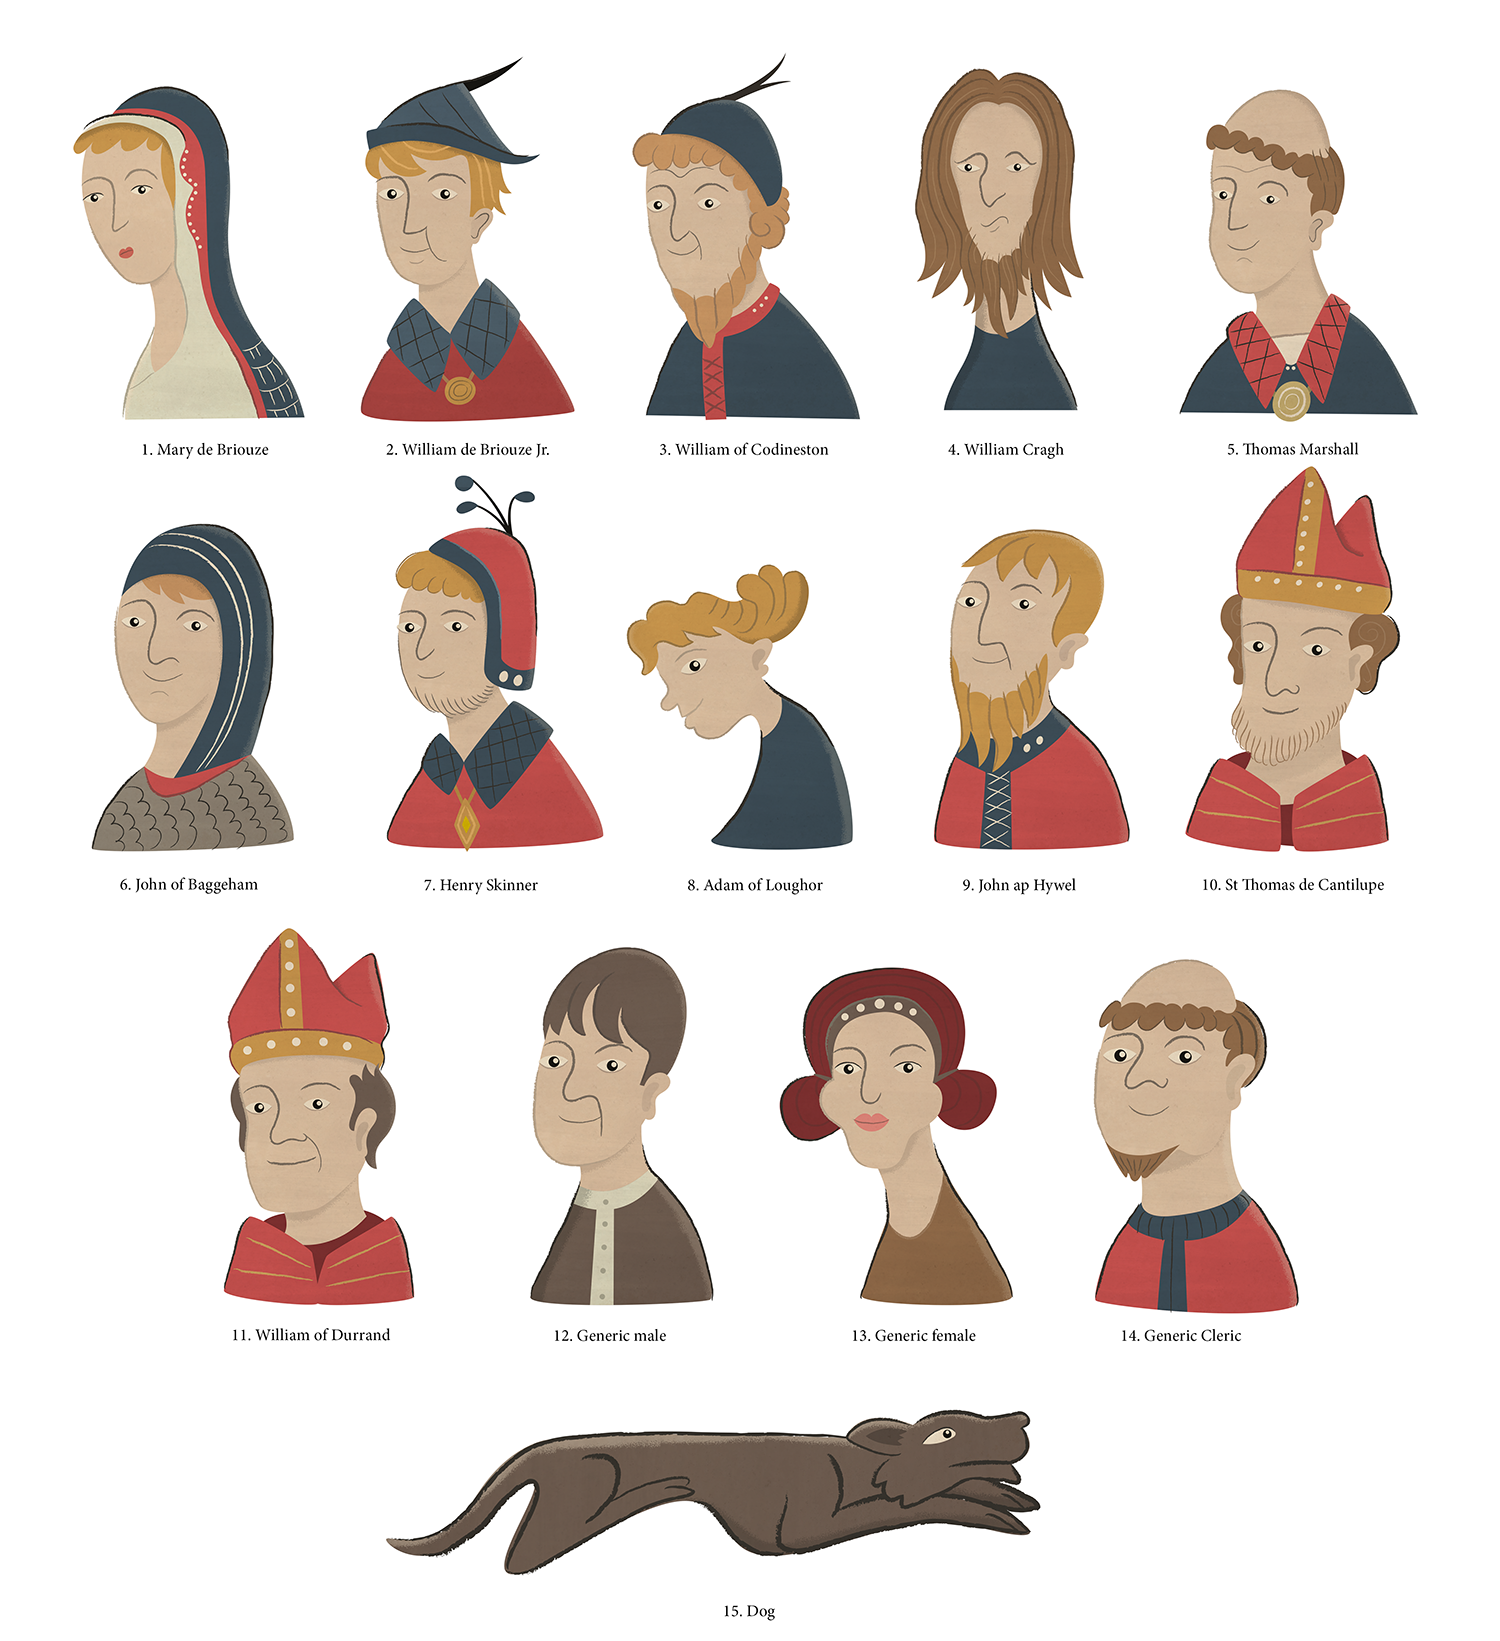 1. Mary de Briouze
2. William de Briouze Jr.
3. William of Codineston
4. William Cragh
5. Thomas Marshall
6. John of Baggeham
7. Henry Skinner
8. Adam of Loughor
9. John ap Hywel
10. St Thomas de Cantilupe
11. William of Durrand
12. Generic male
13. Generic female
14. Generic Cleric
15. Dog